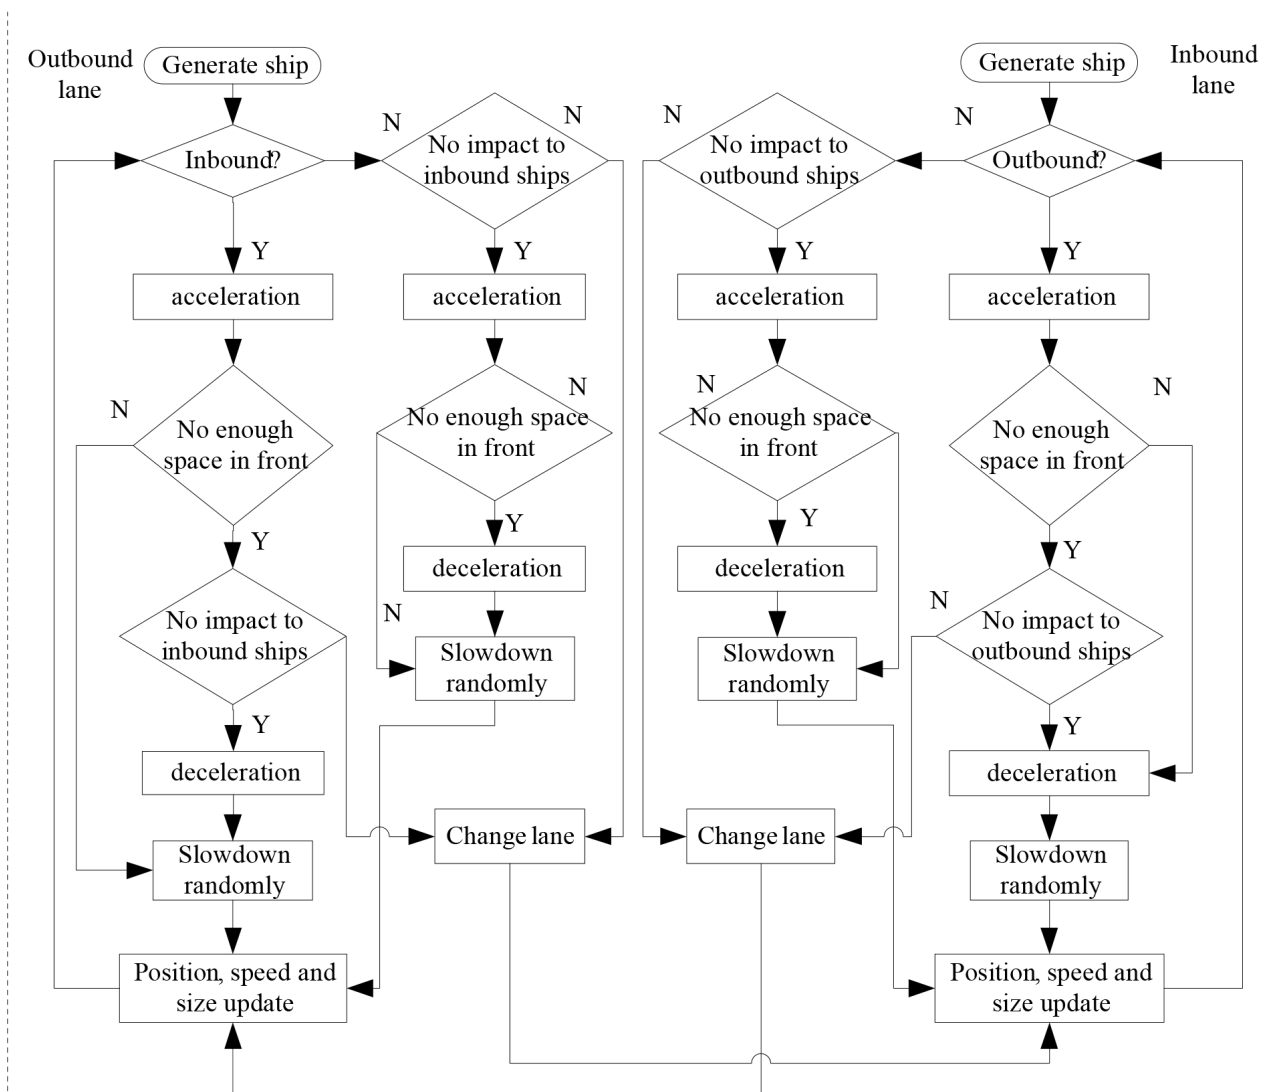 Outbound
lane
Generate ship
Generate ship
Inbound
lane
N
N
N
N
Inbound?
No impact to
inbound ships
No impact to
outbound ships
Outbound?
Y
Y
Y
Y
acceleration
acceleration
acceleration
acceleration
N
N
N
N
No enough
space in front
No enough space
in front
No enough space
in front
No enough
space in front
Y
Y
Y
Y
deceleration
deceleration
N
N
No impact to
inbound ships
Slowdown
randomly
Slowdown
randomly
No impact to
outbound ships
Y
Y
deceleration
deceleration
Change lane
Change lane
Slowdown
randomly
Slowdown
randomly
Position, speed and
size update
Position, speed and
size update